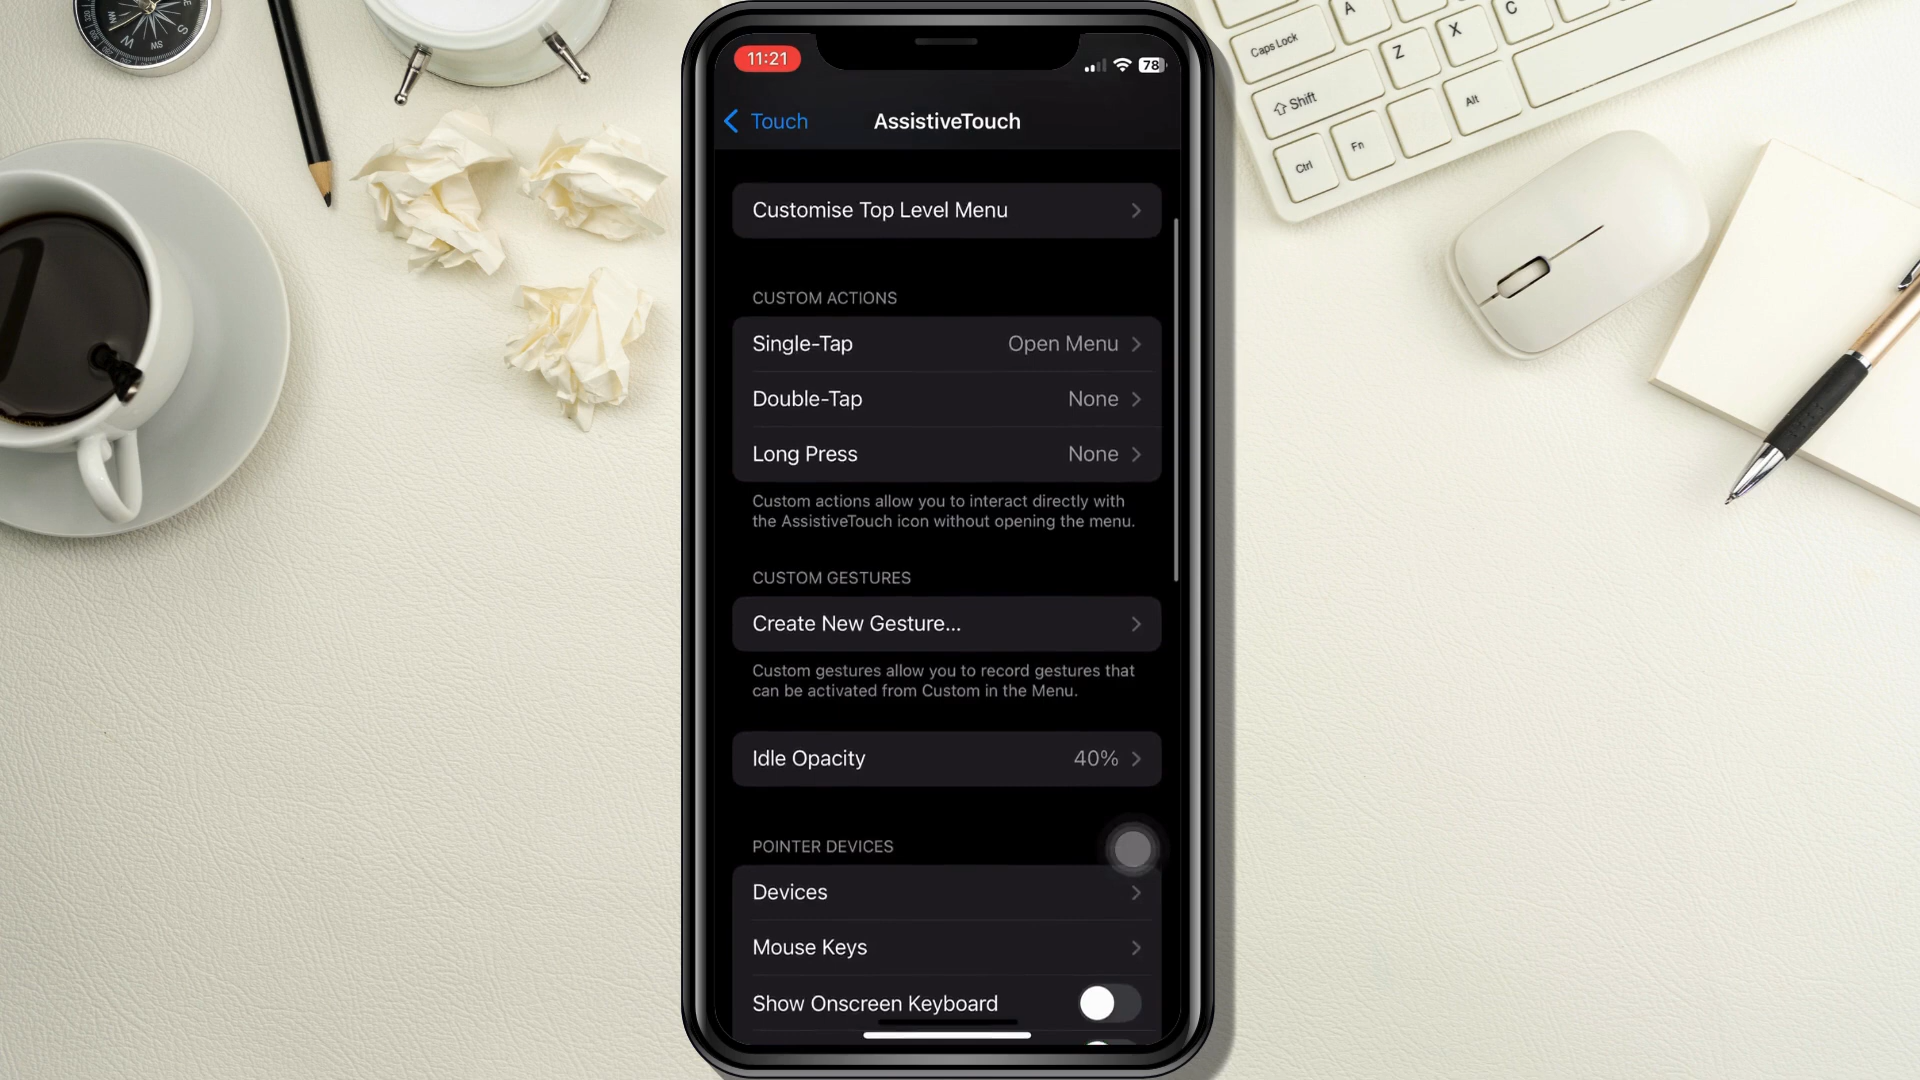 11:21
78
Touch
AssistiveTouch
Customise Top Level Menu
CUSTOM ACTIONS
Single-Tap
Open Menu
Double-Tap
None
Long Press
None
Custom actions allow you to interact directly with
the AssistiveTouch icon without opening the menu.
CUSTOM GESTURES
Create New Gesture...
Custom gestures allow you to record gestures that
can be activated from Custom in the Menu.
Idle Opacity
40%
POINTER DEVICES
Devices
Mouse Keys
Show Onscreen Keyboard
A
Caps Lock
Z
X
C
Shift
Alt
Ctrl
Fn
W
SW
S
NW